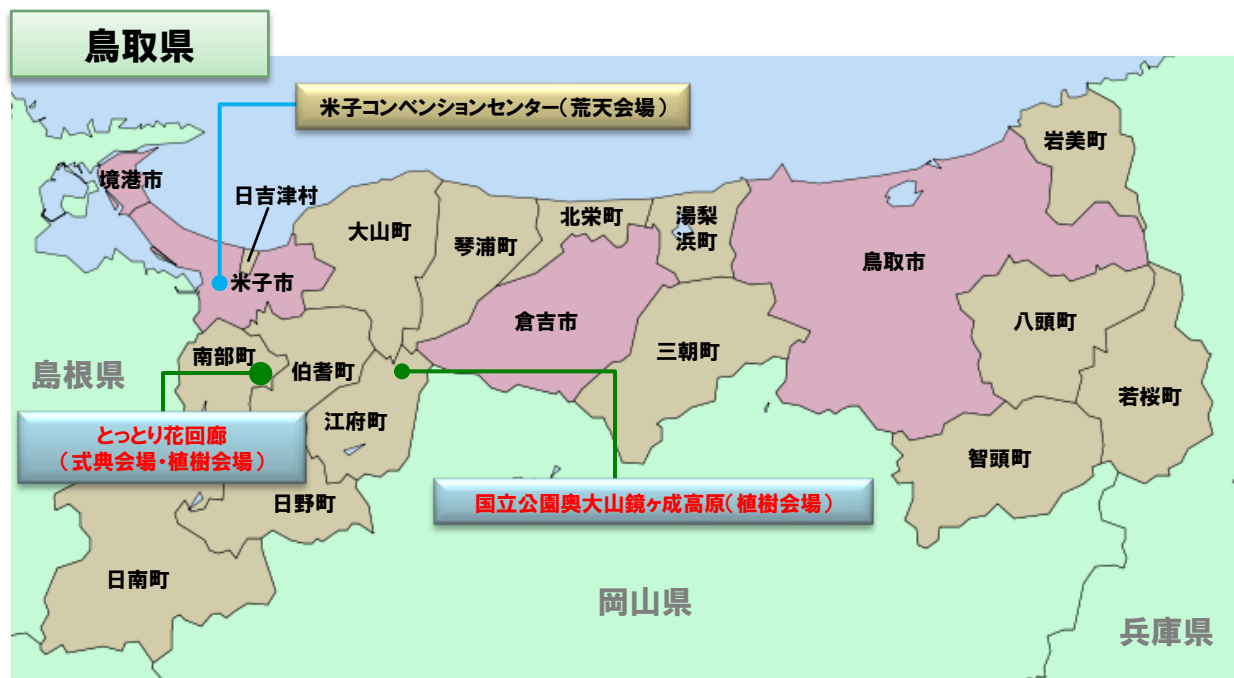 鳥取県
米子コンベンションセンター(荒天会場)
岩美町
境港市
日吉津村
大山町
琴浦町
北栄町
湯梨
浜町
鳥取市
米子市
倉吉市
三朝町
八頭町
若桜町
智頭町
南部町
伯耆町
江府町
島根県
とっとり花回廊
(式典会場・植樹会場)
国立公園奥大山鏡ヶ成高原(植樹会場)
日野町
日南町
岡山県
兵庫県